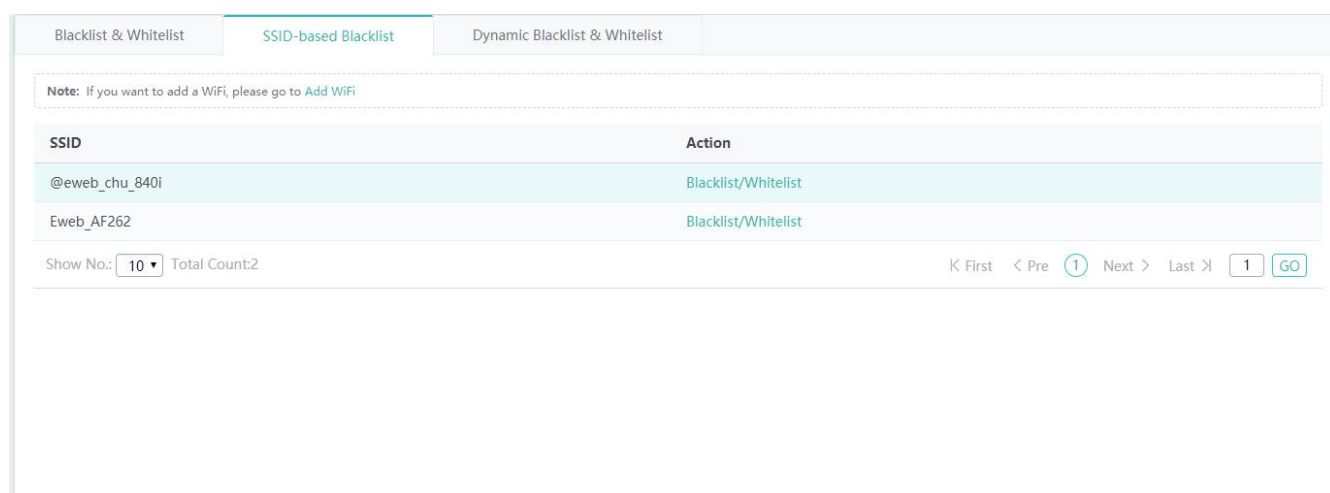 Blacklist & Whitelist SSID-based Blacklist Dynamic Blacklist & Whitelist
Note: If you want to add a WiFi, please go to Add WiFi
SSID Action
@eweb_chu_840i Blacklist/Whitelist
Eweb_AF262 Blacklist/Whitelist
Show No.: 10 Total Count:2 First Pre 1 Next Last 1 GO